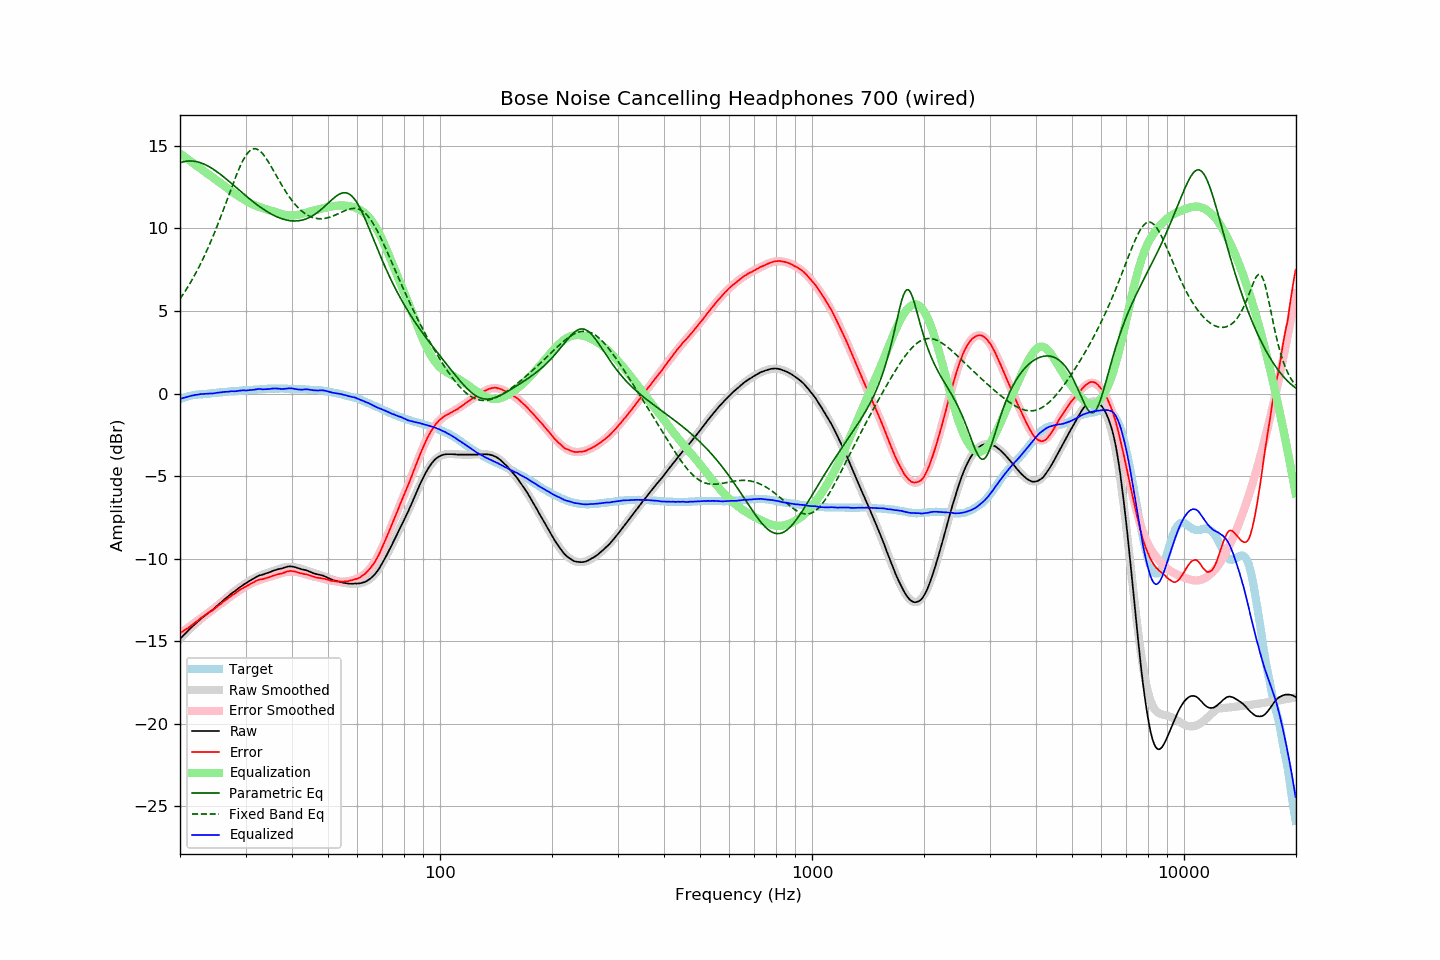 Bose Noise Cancelling Headphones 700 (wired)
15
10
5
0
−5
−10
−15
−20
−25
Amplitude (dBr)
Target
Raw Smoothed
Error Smoothed
Raw
Error
Equalization
Parametric Eq
Fixed Band Eq
Equalized
100
1000
10000
Frequency (Hz)